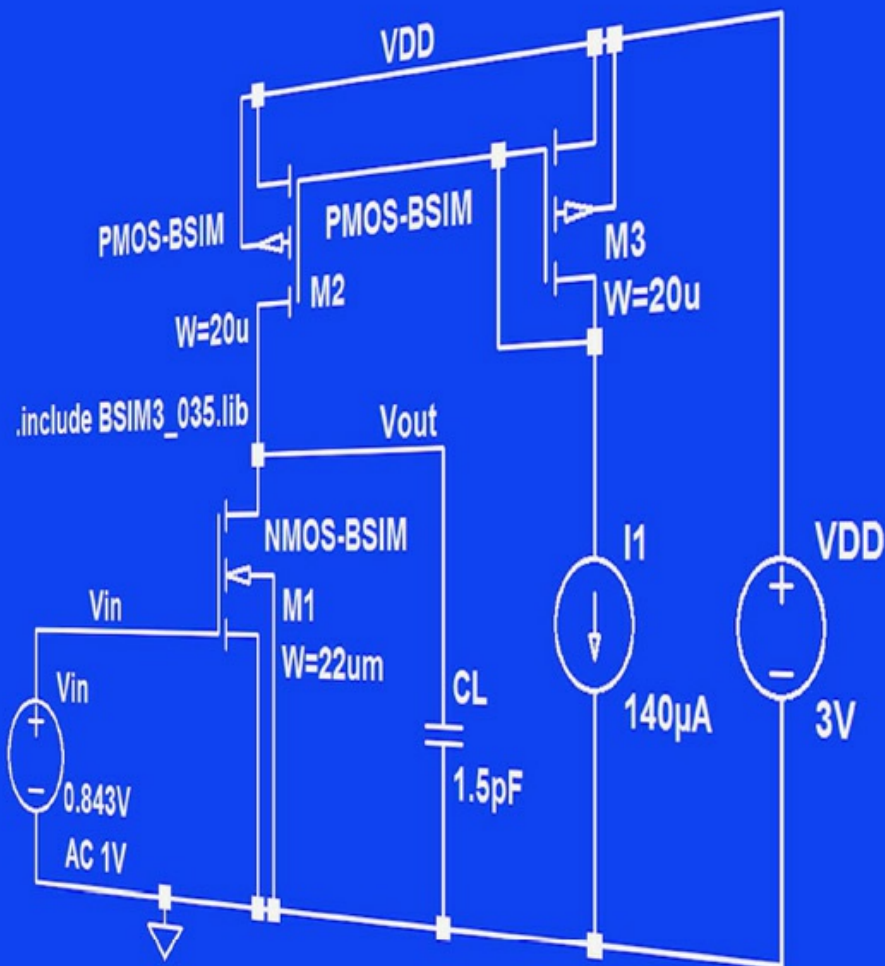 VDD
PMOS-BSIM
PMOS-BSIM
M3
M2
W=20u
W=20u
.include BSIM3_035.lib
Vout
NMOS-BSIM
I1
VDD
+
Vin
M1
W=22um
Vin
+
CL
140µA
−
3V
1.5pF
−
0.843V
AC 1V